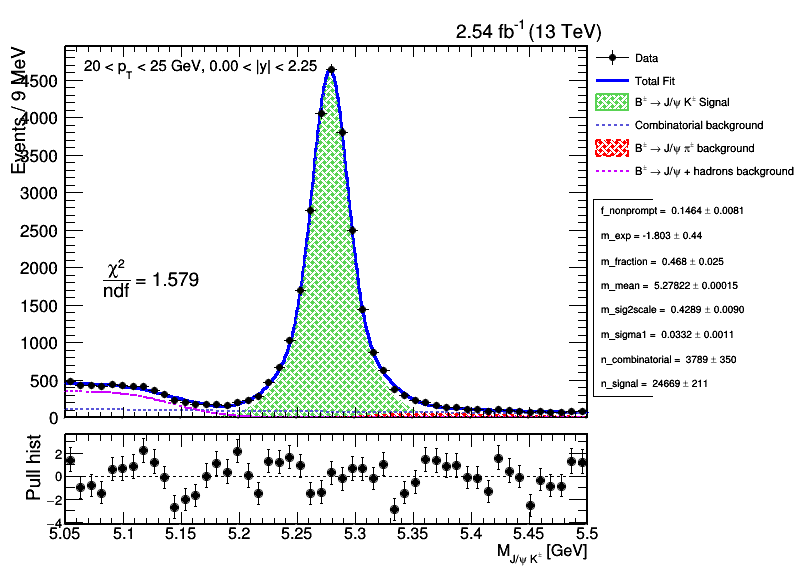 2.54 fb⁻¹ (13 TeV)
20 < p_T < 25 GeV, 0.00 < |y| < 2.25
Events / 9 MeV
4500
4000
3500
3000
2500
2000
1500
1000
500
0
χ²/ndf = 1.579
Data
Total Fit
B± → J/ψ K± Signal
Combinatorial background
B± → J/ψ π± background
B± → J/ψ + hadrons background
f_nonprompt = 0.1464 ± 0.0081
m_exp = -1.803 ± 0.44
m_fraction = 0.468 ± 0.025
m_mean = 5.27822 ± 0.00015
m_sig2scale = 0.4289 ± 0.0090
m_sigma1 = 0.0332 ± 0.0011
n_combinatorial = 3789 ± 350
n_signal = 24669 ± 211
Pull hist
2
0
−2
−4
5.05 5.1 5.15 5.2 5.25 5.3 5.35 5.4 5.45 5.5
M_J/ψ K± [GeV]